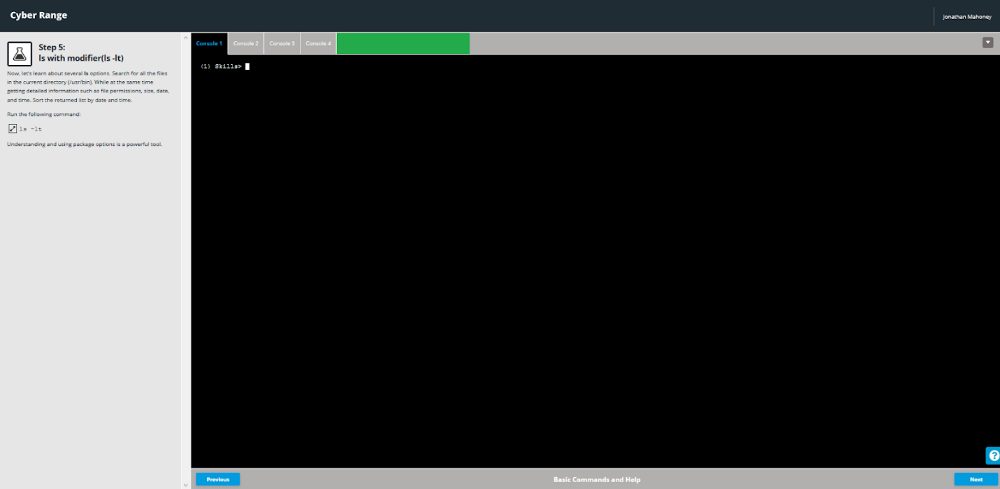 Cyber Range
Jonathan Mahoney
Step 5:
ls with modifier(ls -lt)
Now, let's learn about several ls options. Search for all the files
in the current directory (/usr/bin). While at the same time
getting detailed information such as file permissions, size, date,
and time. Sort the returned list by date and time.
Run the following command:
ls -lt
Understanding and using package options is a powerful tool.
Console 1
Console 2
Console 3
Console 4
(1) Skills>
Previous
Basic Commands and Help
Next
?